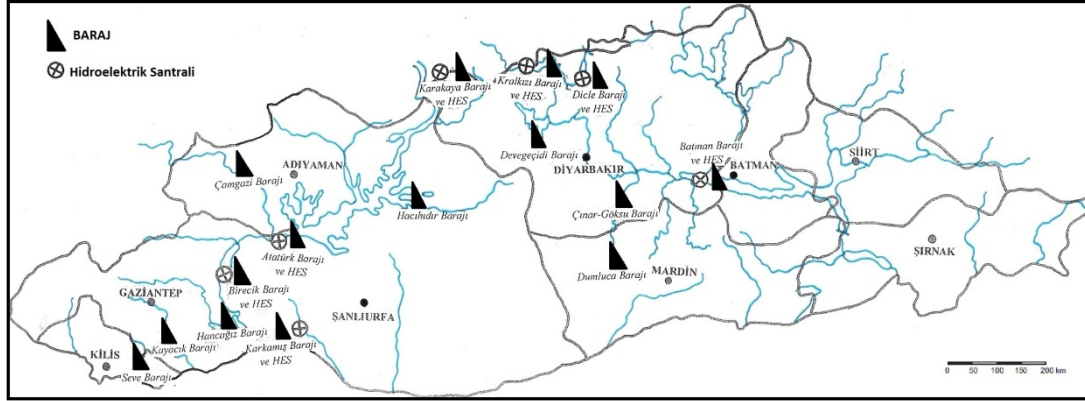 BARAJ
Hidroelektrik Santrali
Karakaya Barajı
ve HES
Kralkızı Barajı
ve HES
Dicle Barajı
ve HES
Devegeçidi Barajı
DİYARBAKIR
Batman Barajı
ve HES
BATMAN
SİİRT
Çamgazi Barajı
ADIYAMAN
Hacıhıdır Barajı
Çınar-Göksu Barajı
ŞIRNAK
Atatürk Barajı
ve HES
Dumluca Barajı
MARDİN
Birecik Barajı
ve HES
GAZİANTEP
ŞANLIURFA
Hancağız Barajı
Kayacık Barajı
Karkamış Barajı
ve HES
KİLİS
Seve Barajı
0 50 100 150 200 km